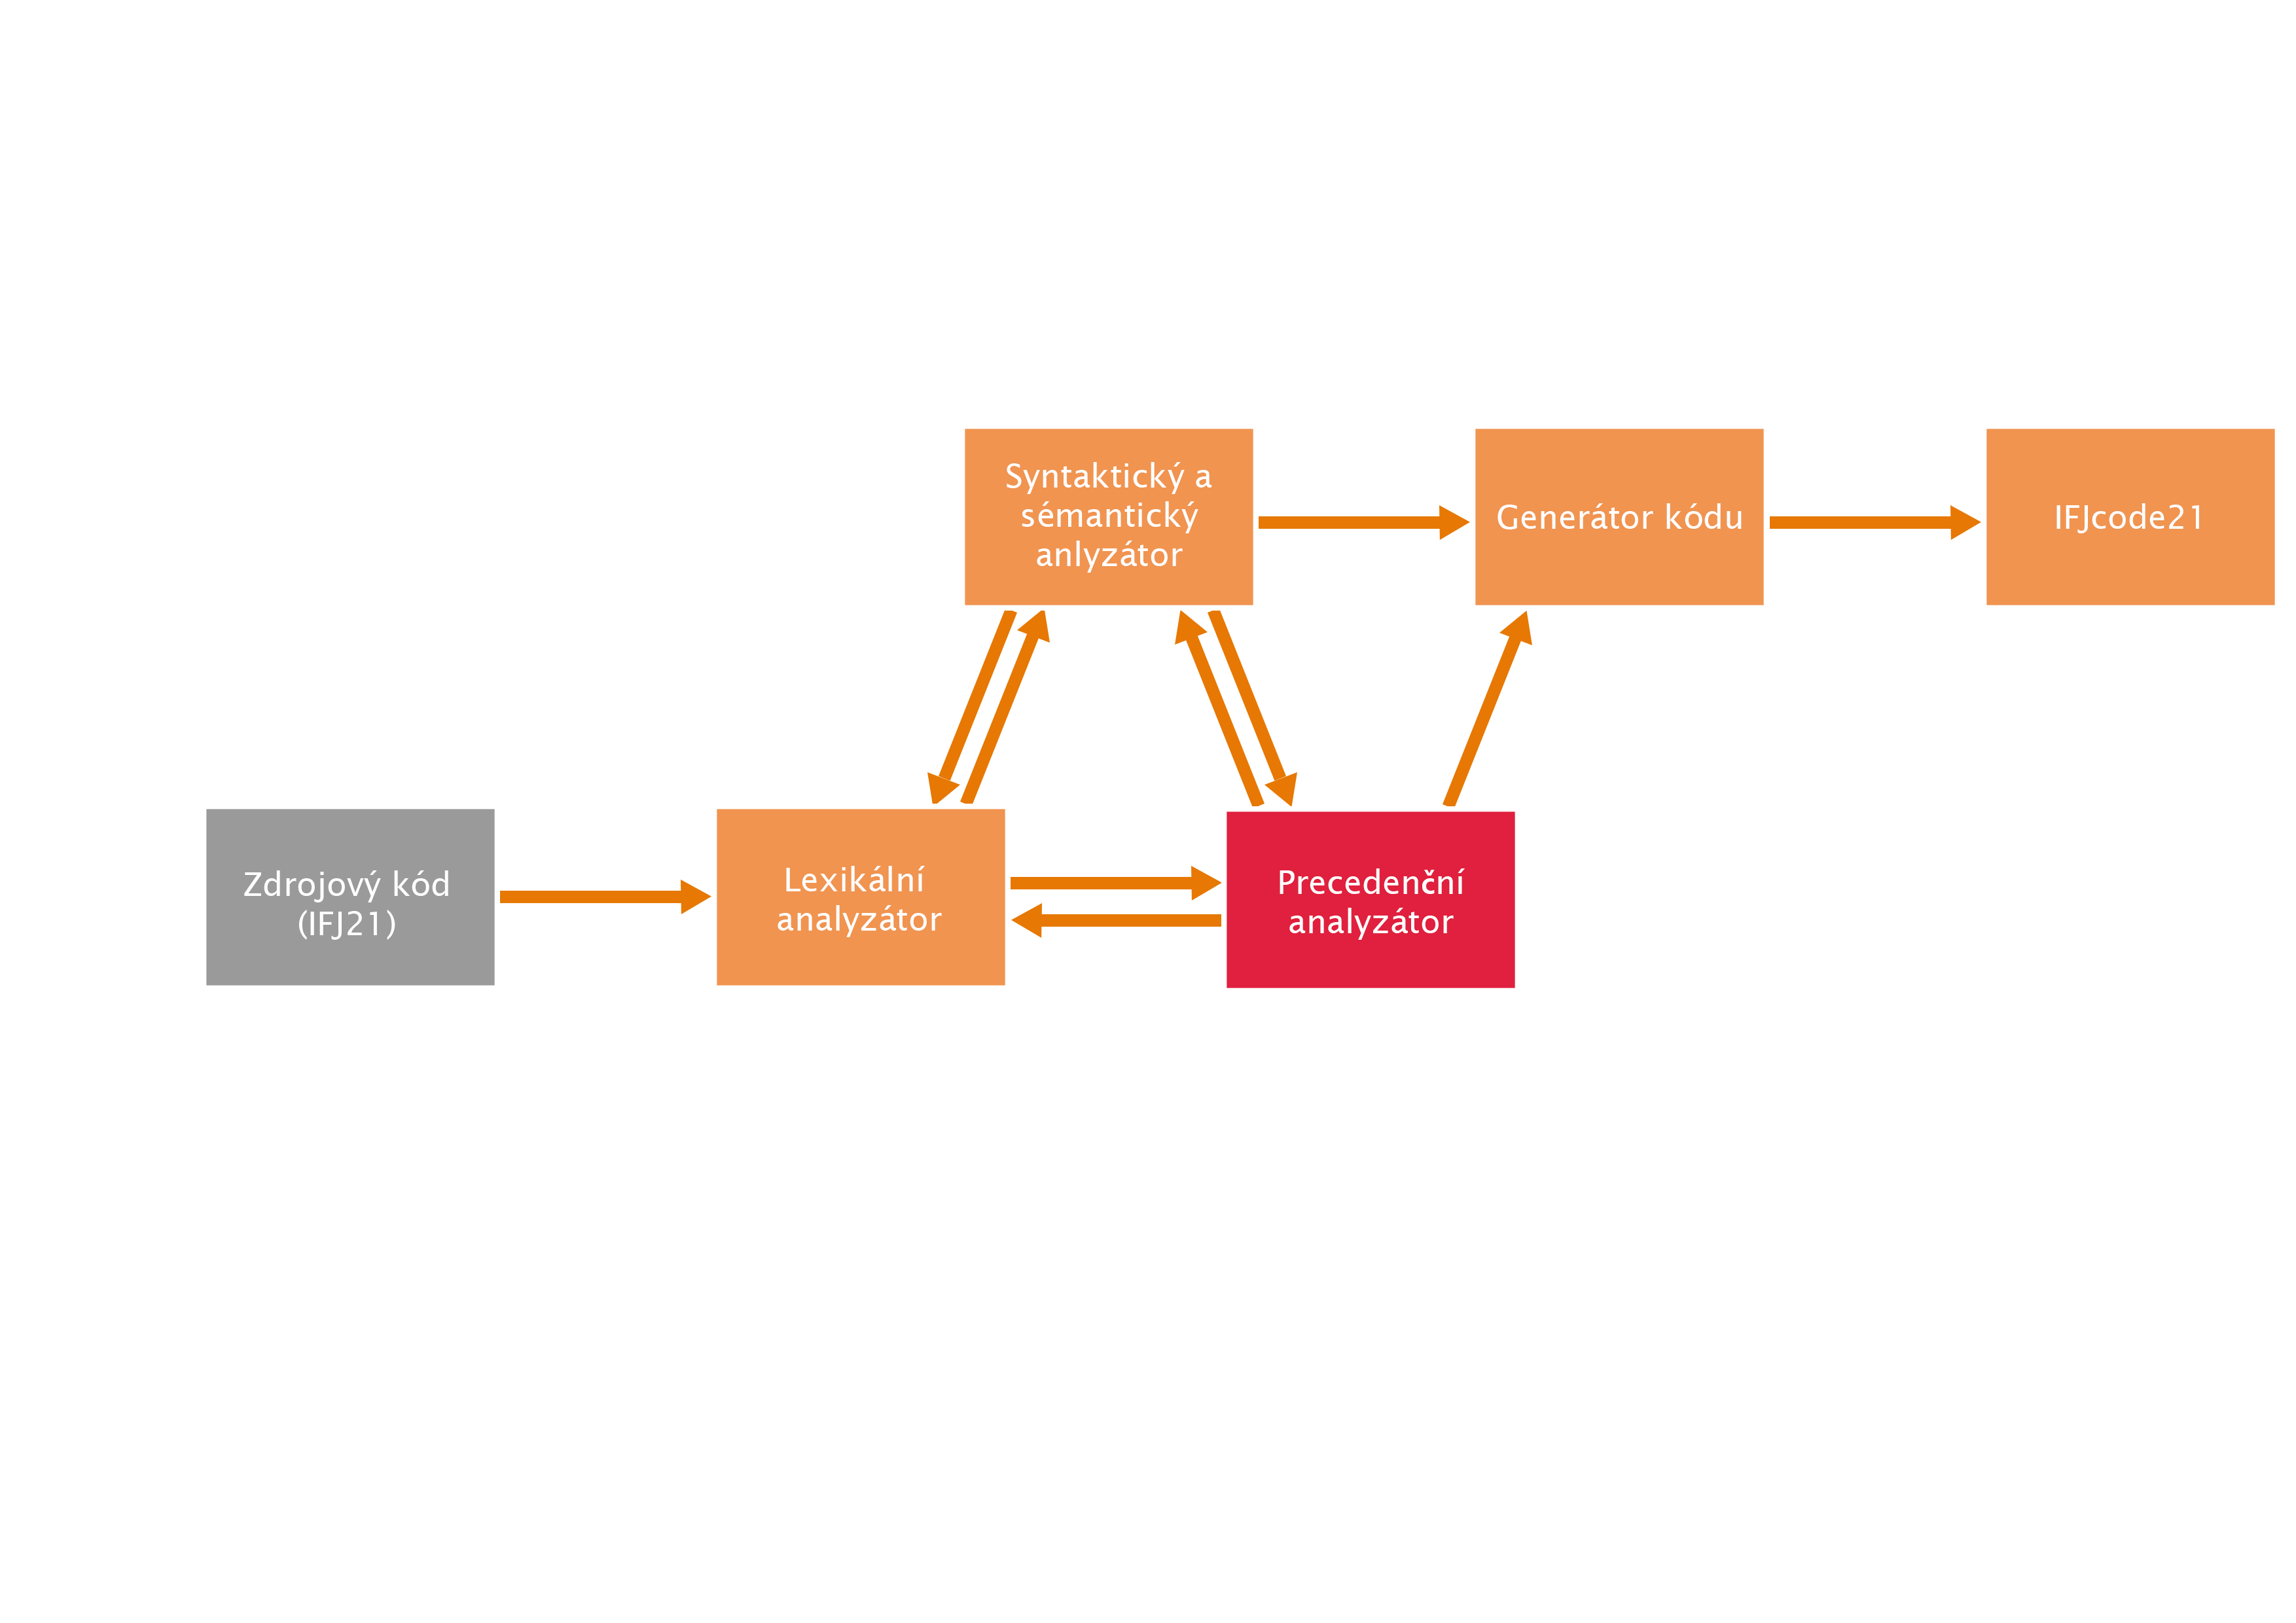 Syntaktický a
sémantický
anlyzátor
Generátor kódu
IFJcode21
Zdrojový kód
(IFJ21)
Lexikální
analyzátor
Precedenční
analyzátor